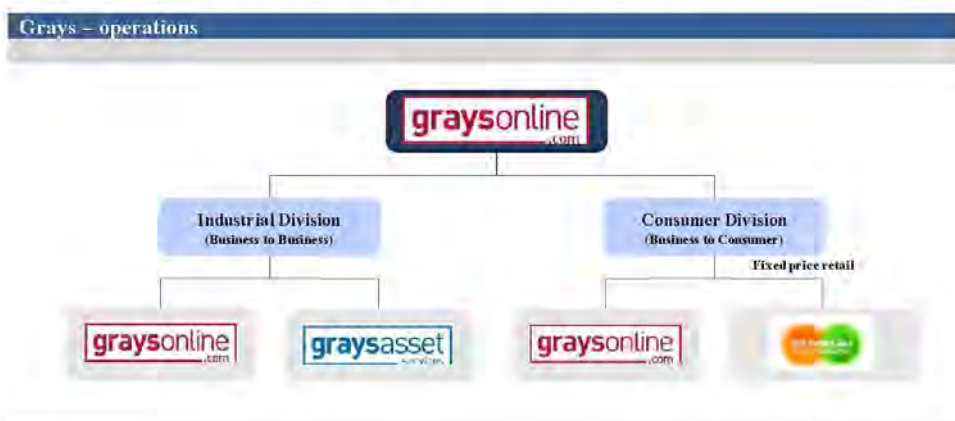 Grays – operations
graysonline
.com
Industrial Division
(Business to Business)
Consumer Division
(Business to Consumer)
Fixed price retail
graysonline
.com
graysasset
services
graysonline
.com